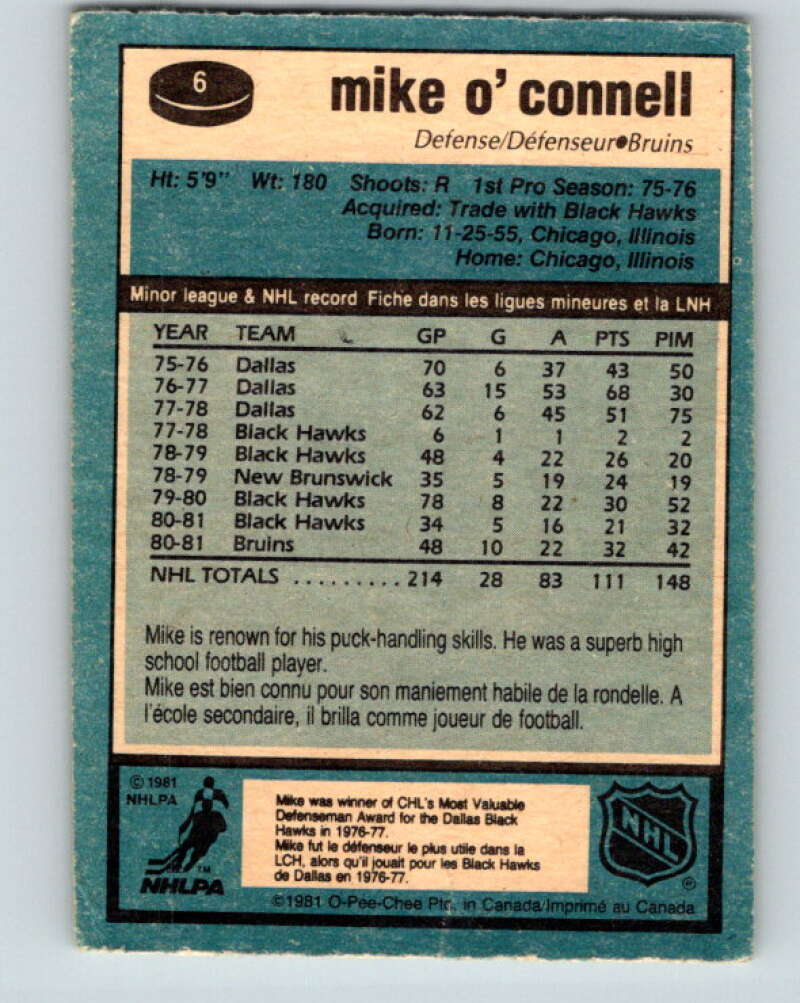 6
mike o' connell
Defense/Défenseur●Bruins
Ht: 5'9" Wt: 180 Shoots: R 1st Pro Season: 75-76
Acquired: Trade with Black Hawks
Born: 11-25-55, Chicago, Illinois
Home: Chicago, Illinois
Minor league & NHL record Fiche dans les ligues mineures et la LNH
YEAR TEAM GP G A PTS PIM
75-76 Dallas 70 6 37 43 50
76-77 Dallas 63 15 53 68 30
77-78 Dallas 62 6 45 51 75
77-78 Black Hawks 6 1 1 2 2
78-79 Black Hawks 48 4 22 26 20
78-79 New Brunswick 35 5 19 24 19
79-80 Black Hawks 78 8 22 30 52
80-81 Black Hawks 34 5 16 21 32
80-81 Bruins 48 10 22 32 42
NHL TOTALS ......... 214 28 83 111 148
Mike is renown for his puck-handling skills. He was a superb high
school football player.
Mike est bien connu pour son maniement habile de la rondelle. A
l'école secondaire, il brilla comme joueur de football.
©1981
NHLPA
TM
NHLPA
Mike was winner of CHL's Most Valuable
Defenseman Award for the Dallas Black
Hawks in 1976-77.
Mike fut le défenseur le plus utile dans la
LCH, alors qu'il jouait pour les Black Hawks
de Dallas en 1976-77.
NHL
®
©1981 O-Pee-Chee Ptr. in Canada/Imprimé au Canada